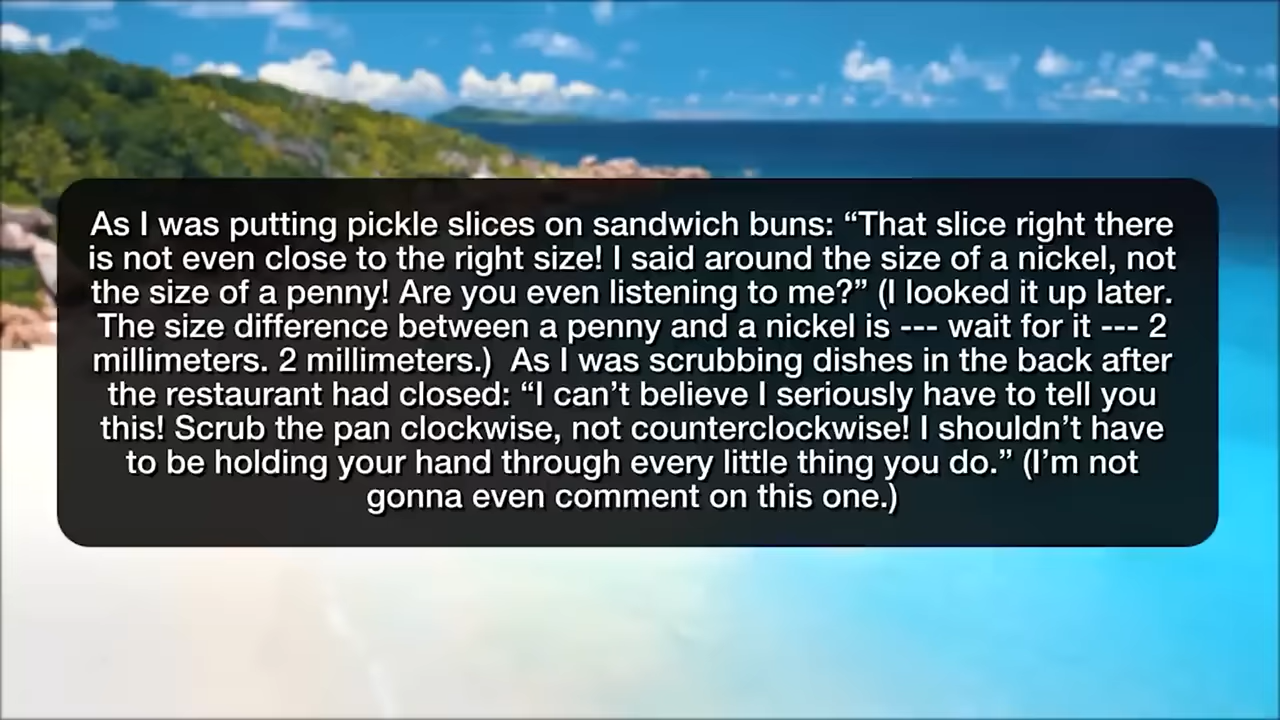 As I was putting pickle slices on sandwich buns: “That slice right there
is not even close to the right size! I said around the size of a nickel, not
the size of a penny! Are you even listening to me?” (I looked it up later.
The size difference between a penny and a nickel is --- wait for it --- 2
millimeters. 2 millimeters.)  As I was scrubbing dishes in the back after
the restaurant had closed: “I can’t believe I seriously have to tell you
this! Scrub the pan clockwise, not counterclockwise! I shouldn’t have
to be holding your hand through every little thing you do.” (I’m not
gonna even comment on this one.)